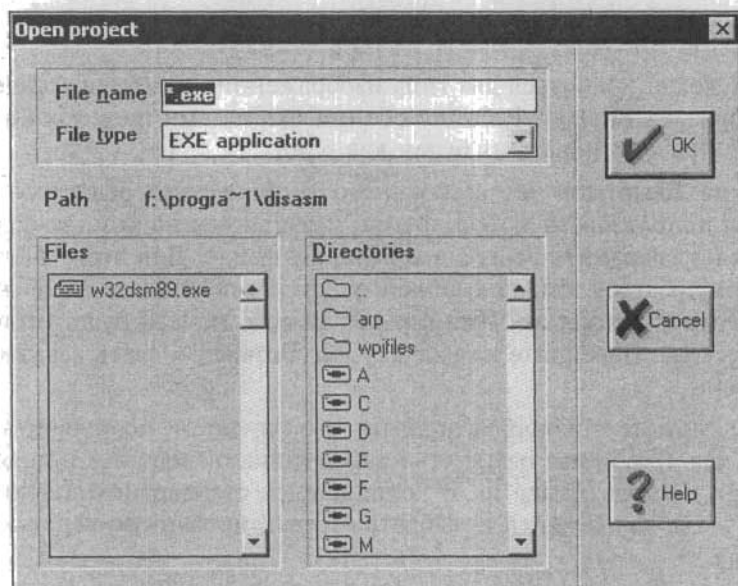 Open project
File name *.exe
File type EXE application
OK
Path f:\progra~1\disasm
Files
w32dsm89.exe
Directories
..
arp
wpjfiles
A
C
D
E
F
G
M
Cancel
Help